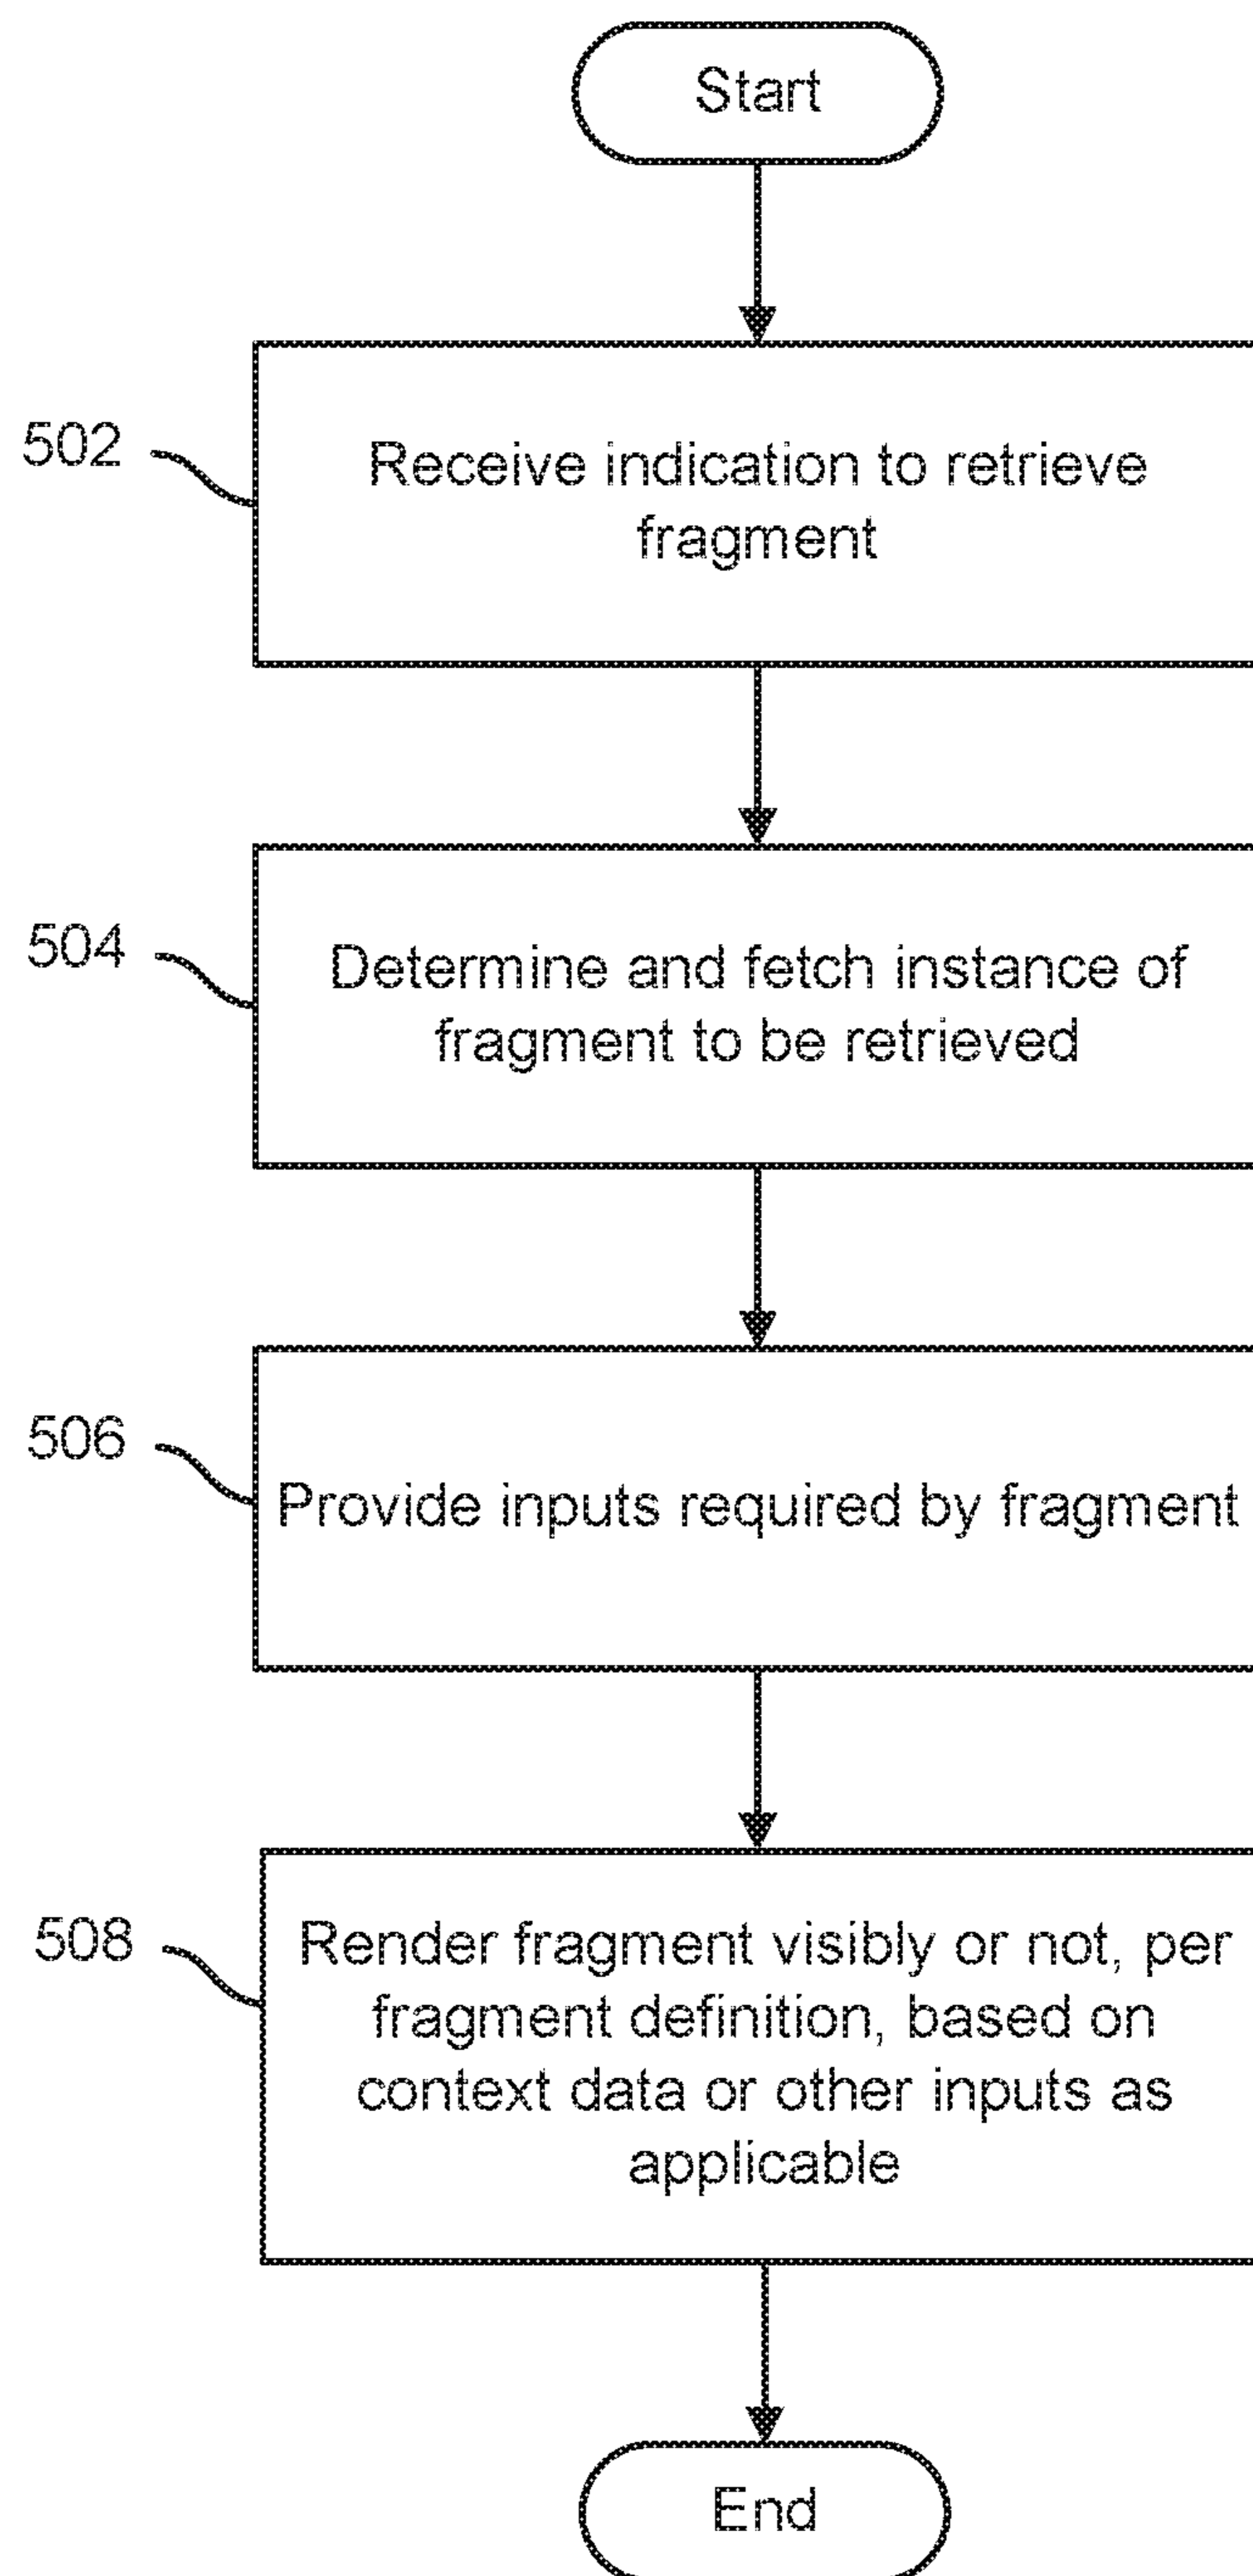 Start
502
Receive indication to retrieve
fragment
504
Determine and fetch instance of
fragment to be retrieved
506
Provide inputs required by fragment
508
Render fragment visibly or not, per
fragment definition, based on
context data or other inputs as
applicable
End